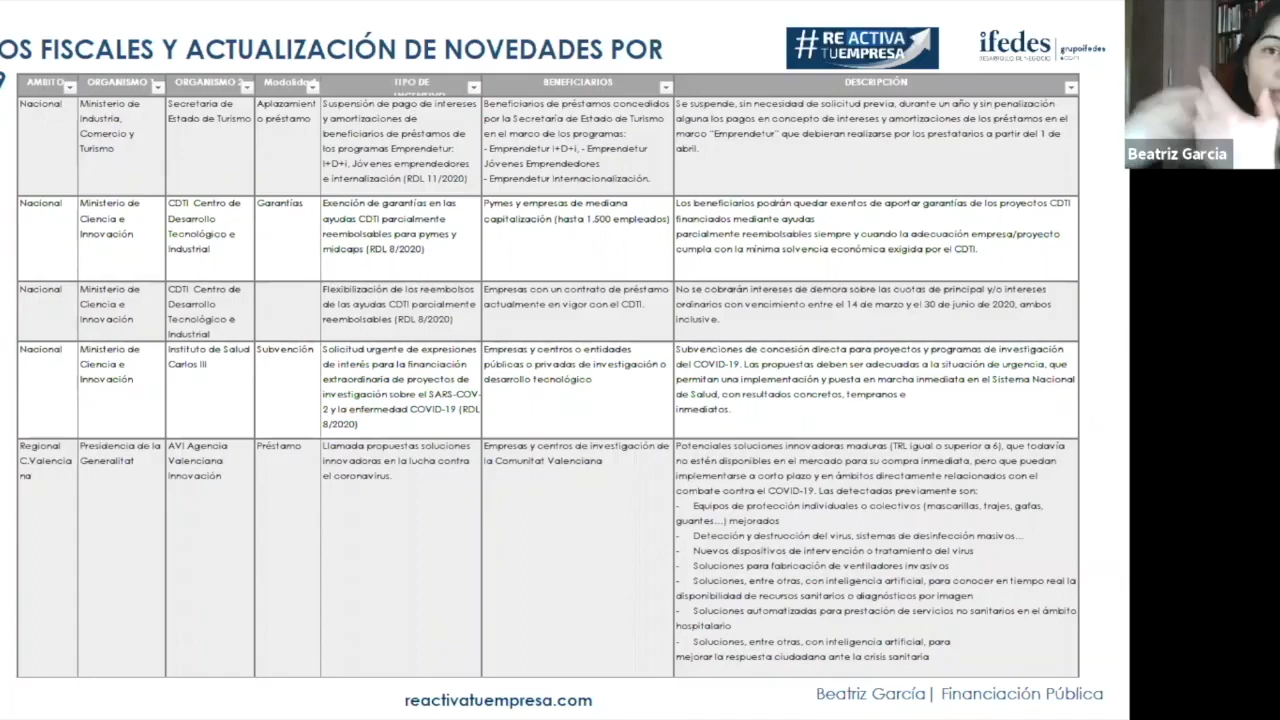 OS FISCALES Y ACTUALIZACIÓN DE NOVEDADES POR
9
#REACTIVA
TUEMPRESA
ifedes
DESARROLLO DE NEGOCIO
grupoifedes
.com
ÁMBITO
ORGANISMO 1
ORGANISMO 2
Modalidad
TIPO DE
INCENTIVO
BENEFICIARIOS
DESCRIPCIÓN
Nacional
Ministerio de
Industria,
Comercio y
Turismo
Secretaria de
Estado de Turismo
Aplazamient
o préstamo
Suspensión de pago de intereses
y amortizaciones de
beneficiarios de préstamos de
los programas Emprendetur:
I+D+i, Jóvenes emprendedores
e internalización (RDL 11/2020)
Beneficiarios de préstamos concedidos
por la Secretaría de Estado de Turismo
en el marco de los programas:
- Emprendetur I+D+i, - Emprendetur
Jóvenes Emprendedores
- Emprendetur Internacionalización.
Se suspende, sin necesidad de solicitud previa, durante un año y sin penalización
alguna los pagos en concepto de intereses y amortizaciones de los préstamos en el
marco "Emprendetur" que debieran realizarse por los prestatarios a partir del 1 de
abril.
Nacional
Ministerio de
Ciencia e
Innovación
CDTI Centro de
Desarrollo
Tecnológico e
Industrial
Garantías
Exención de garantías en las
ayudas CDTI parcialmente
reembolsables para pymes y
midcaps (RDL 8/2020)
Pymes y empresas de mediana
capitalización (hasta 1.500 empleados)
Los beneficiarios podrán quedar exentos de aportar garantías de los proyectos CDTI
financiados mediante ayudas
parcialmente reembolsables siempre y cuando la adecuación empresa/proyecto
cumpla con la mínima solvencia económica exigida por el CDTI.
Nacional
Ministerio de
Ciencia e
Innovación
CDTI Centro de
Desarrollo
Tecnológico e
Industrial
Flexibilización de los reembolsos
de las ayudas CDTI parcialmente
reembolsables (RDL 8/2020)
Empresas con un contrato de préstamo
actualmente en vigor con el CDTI.
No se cobrarán intereses de demora sobre las cuotas de principal y/o intereses
ordinarios con vencimiento entre el 14 de marzo y el 30 de junio de 2020, ambos
inclusive.
Nacional
Ministerio de
Ciencia e
Innovación
Instituto de Salud
Carlos III
Subvención
Solicitud urgente de expresiones
de interés para la financiación
extraordinaria de proyectos de
investigación sobre el SARS-COV-
2 y la enfermedad COVID-19 (RDL
8/2020)
Empresas y centros o entidades
públicas o privadas de investigación o
desarrollo tecnológico
Subvenciones de concesión directa para proyectos y programas de investigación
del COVID-19. Las propuestas deben ser adecuadas a la situación de urgencia, que
permitan una implementación y puesta en marcha inmediata en el Sistema Nacional
de Salud, con resultados concretos, tempranos e
inmediatos.
Regional
C.Valencia
na
Presidencia de la
Generalitat
AVI Agencia
Valenciana
Innovación
Préstamo
Llamada propuestas soluciones
innovadoras en la lucha contra
el coronavirus.
Empresas y centros de investigación de
la Comunitat Valenciana
Potenciales soluciones innovadoras maduras (TRL igual o superior a 6), que todavía
no estén disponibles en el mercado para su compra inmediata, pero que puedan
implementarse a corto plazo y en ámbitos directamente relacionados con el
combate contra el COVID-19. Las detectadas previamente son:
- Equipos de protección individuales o colectivos (mascarillas, trajes, gafas,
guantes...) mejorados
- Detección y destrucción del virus, sistemas de desinfección masivos...
- Nuevos dispositivos de intervención o tratamiento del virus
- Soluciones para fabricación de ventiladores invasivos
- Soluciones, entre otras, con inteligencia artificial, para conocer en tiempo real la
disponibilidad de recursos sanitarios o diagnósticos por imagen
- Soluciones automatizadas para prestación de servicios no sanitarios en el ámbito
hospitalario
- Soluciones, entre otras, con inteligencia artificial, para
mejorar la respuesta ciudadana ante la crisis sanitaria
reactivatuempresa.com
Beatriz García| Financiación Pública
Beatriz Garcia